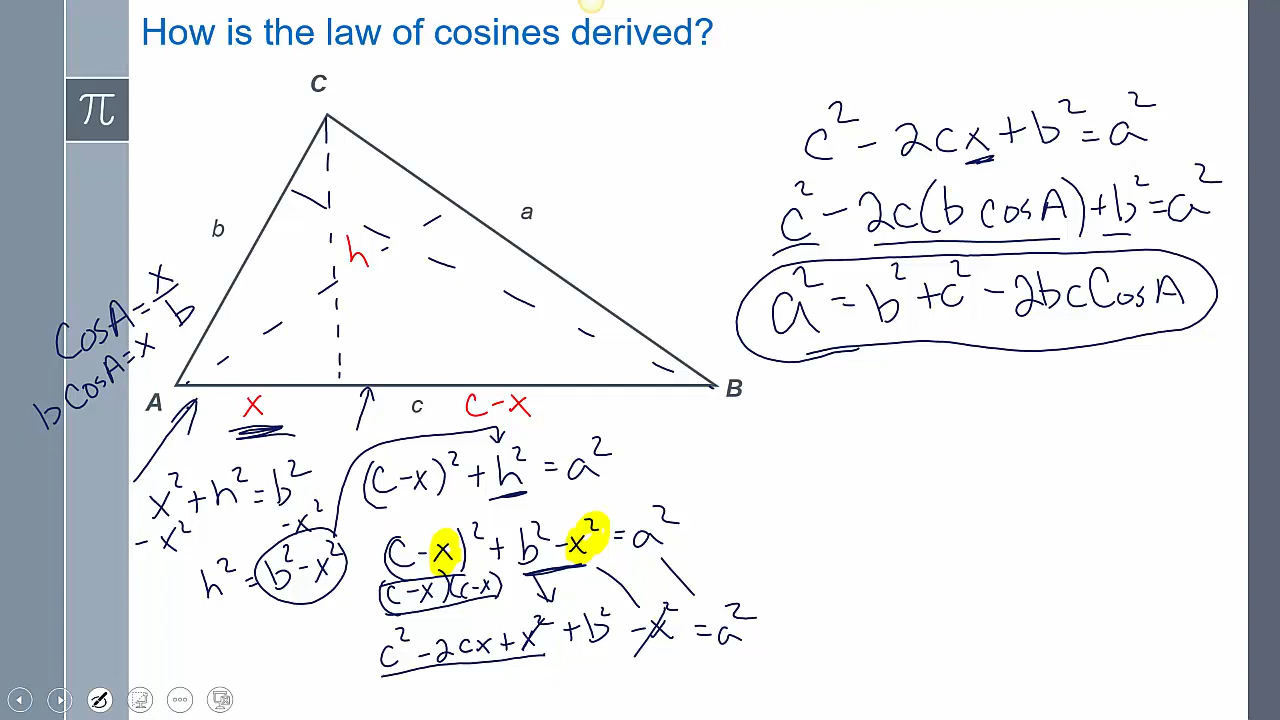 How is the law of cosines derived?
π
C
b
a
h
A
B
x
c
c-x
CosA = x/b
bCosA = x
x² + h² = b²
-x² -x²
h² = b² - x²
(c-x)² + h² = a²
(c-x)² + b² - x² = a²
(c-x)(c-x)
c² - 2cx + x² + b² - x² = a²
c² - 2cx + b² = a²
c² - 2c(b cosA) + b² = a²
a² = b² + c² - 2bcCosA